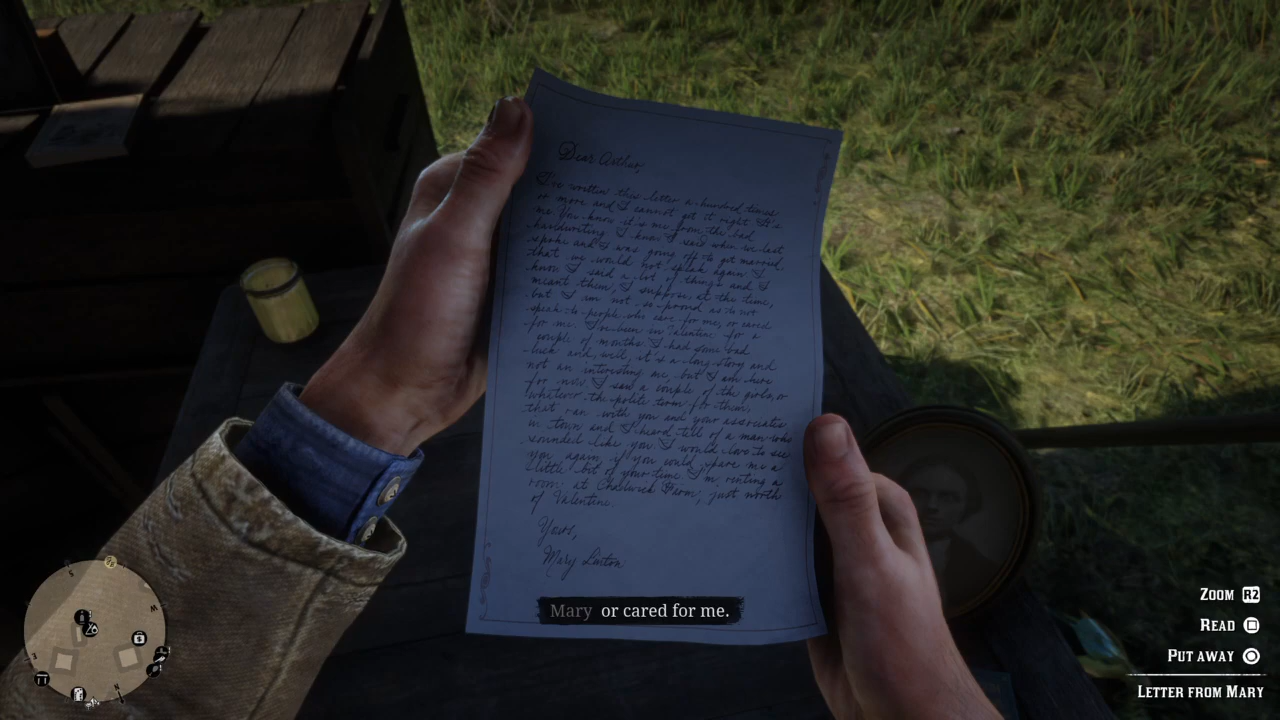 Dear Arthur,
I've written this letter a hundred times
or more and I cannot get it right. It's
me. You know it is me from the bad
handwriting. I know I said when we last
spoke and I was going off to get married
that we would not speak again. I
know I said a lot of things and I
meant them, I suppose, at the time,
but I am not so proud as to not
speak to people who care for me, or cared
for me. I've been in Valentine for a
couple of months. I had some bad
luck and, well, it's a long story and
not an interesting one, but I am here
for now. I saw a couple of the girls, or
whatever the polite term for them,
that ran with you and your associates
in town and I heard tell of a man who
sounded like you. I would love to see
you again, if you could spare me a
little bit of your time. I'm renting a
room, at Chadwick Farm, just north
of Valentine.
Yours,
Mary Linton
Mary or cared for me.
ZOOM R2
READ
PUT AWAY
LETTER FROM MARY